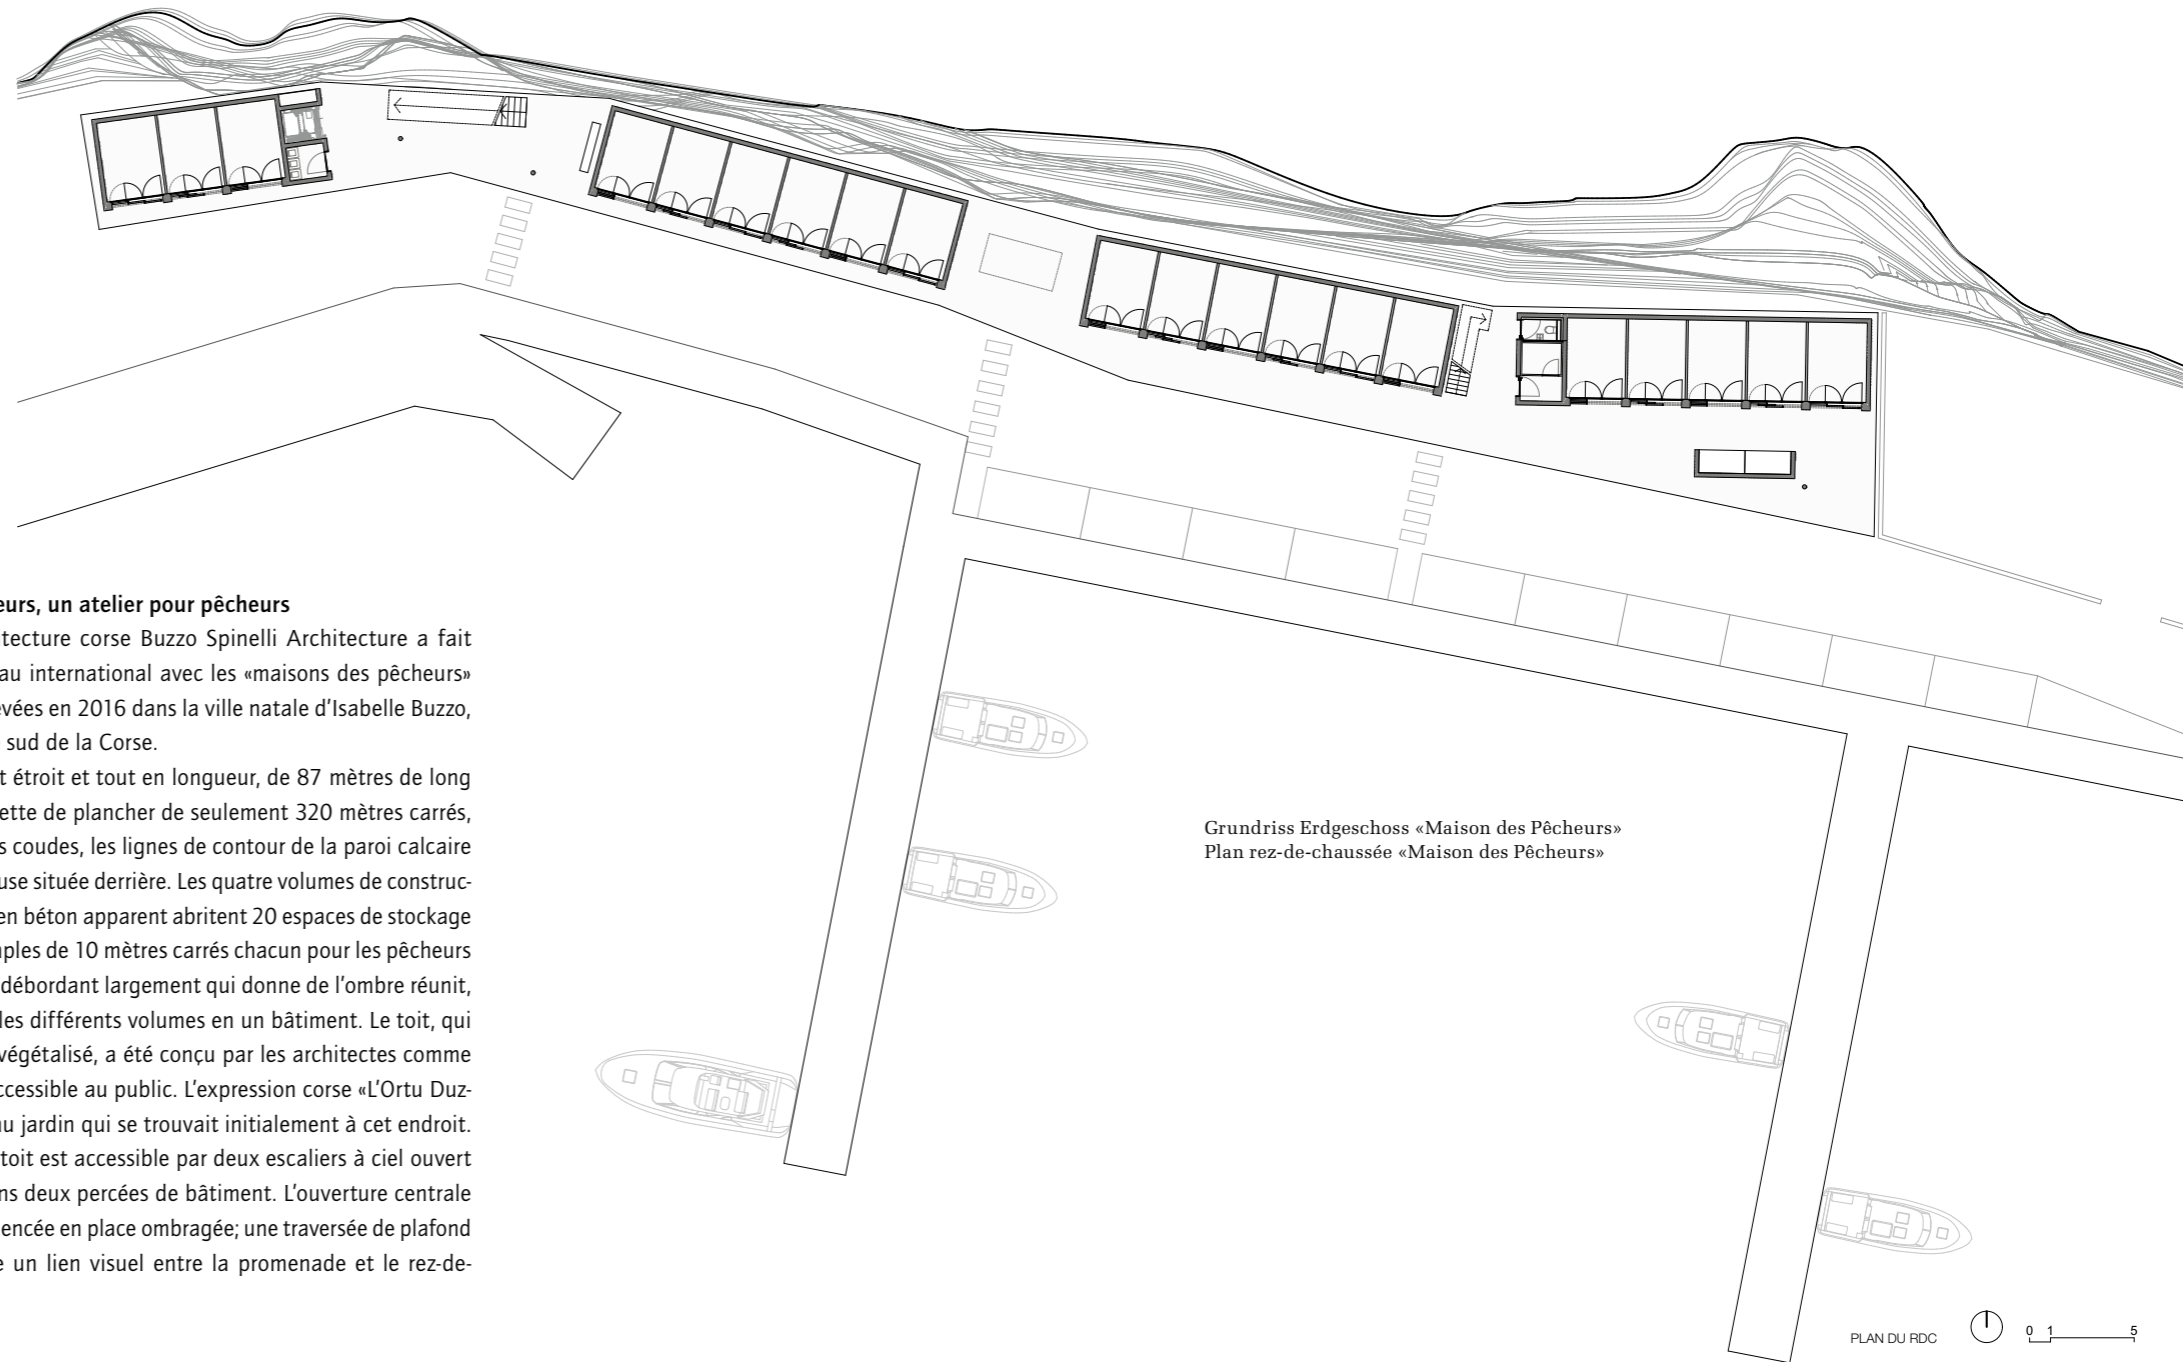 eurs, un atelier pour pêcheurs
itecture corse Buzzo Spinelli Architecture a fait
au international avec les «maisons des pêcheurs»
evées en 2016 dans la ville natale d'Isabelle Buzzo,
sud de la Corse.
t étroit et tout en longueur, de 87 mètres de long
ette de plancher de seulement 320 mètres carrés,
s coudes, les lignes de contour de la paroi calcaire
use située derrière. Les quatre volumes de construc-
en béton apparent abritent 20 espaces de stockage
ples de 10 mètres carrés chacun pour les pêcheurs
débordant largement qui donne de l'ombre réunit,
les différents volumes en un bâtiment. Le toit, qui
végétalisé, a été conçu par les architectes comme
ccessible au public. L'expression corse «L'Ortu Duz-
au jardin qui se trouvait initialement à cet endroit.
toit est accessible par deux escaliers à ciel ouvert
ns deux percées de bâtiment. L'ouverture centrale
encée en place ombragée; une traversée de plafond
e un lien visuel entre la promenade et le rez-de-
Grundriss Erdgeschoss «Maison des Pêcheurs»
Plan rez-de-chaussée «Maison des Pêcheurs»
PLAN DU RDC
0 1 5